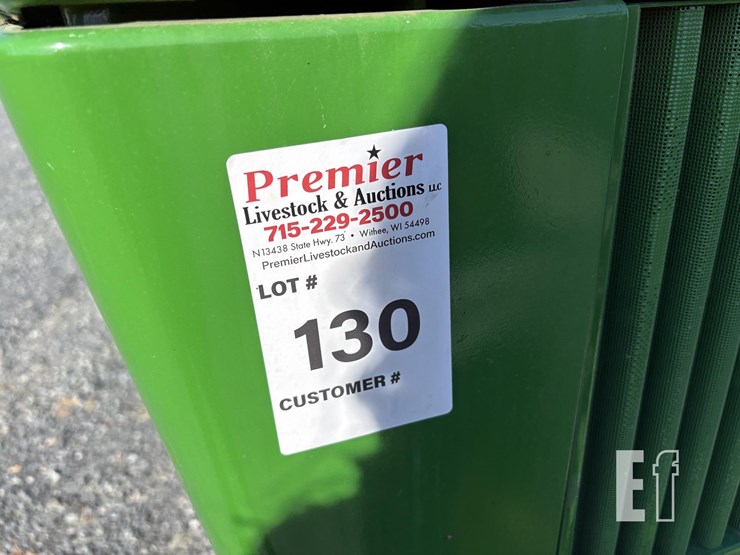 Premier
Livestock & Auctions LLC
715-229-2500
N13438 State Hwy. 73 • Withee, WI 54498
PremierLivestockandAuctions.com
LOT #
130
CUSTOMER #
Ef